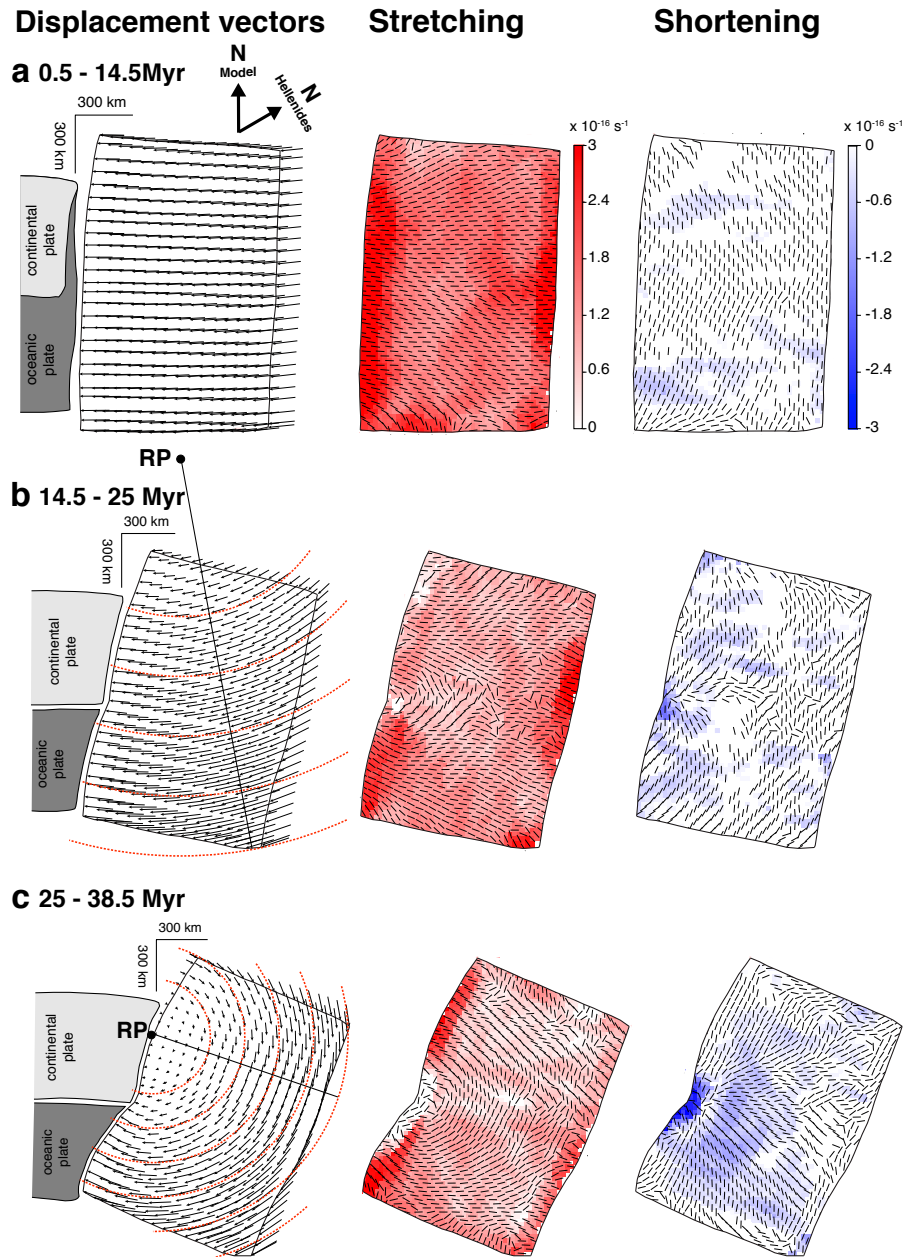 Displacement vectors
Stretching
Shortening
a 0.5 - 14.5Myr
N
Model
N
Hellenides
300 km
300 km
continental
plate
oceanic
plate
x 10⁻¹⁶ s⁻¹
3
2.4
1.8
1.2
0.6
0
x 10⁻¹⁶ s⁻¹
0
-0.6
-1.2
-1.8
-2.4
-3
RP
b 14.5 - 25 Myr
300 km
300 km
continental
plate
oceanic
plate
c 25 - 38.5 Myr
300 km
300 km
RP
continental
plate
oceanic
plate